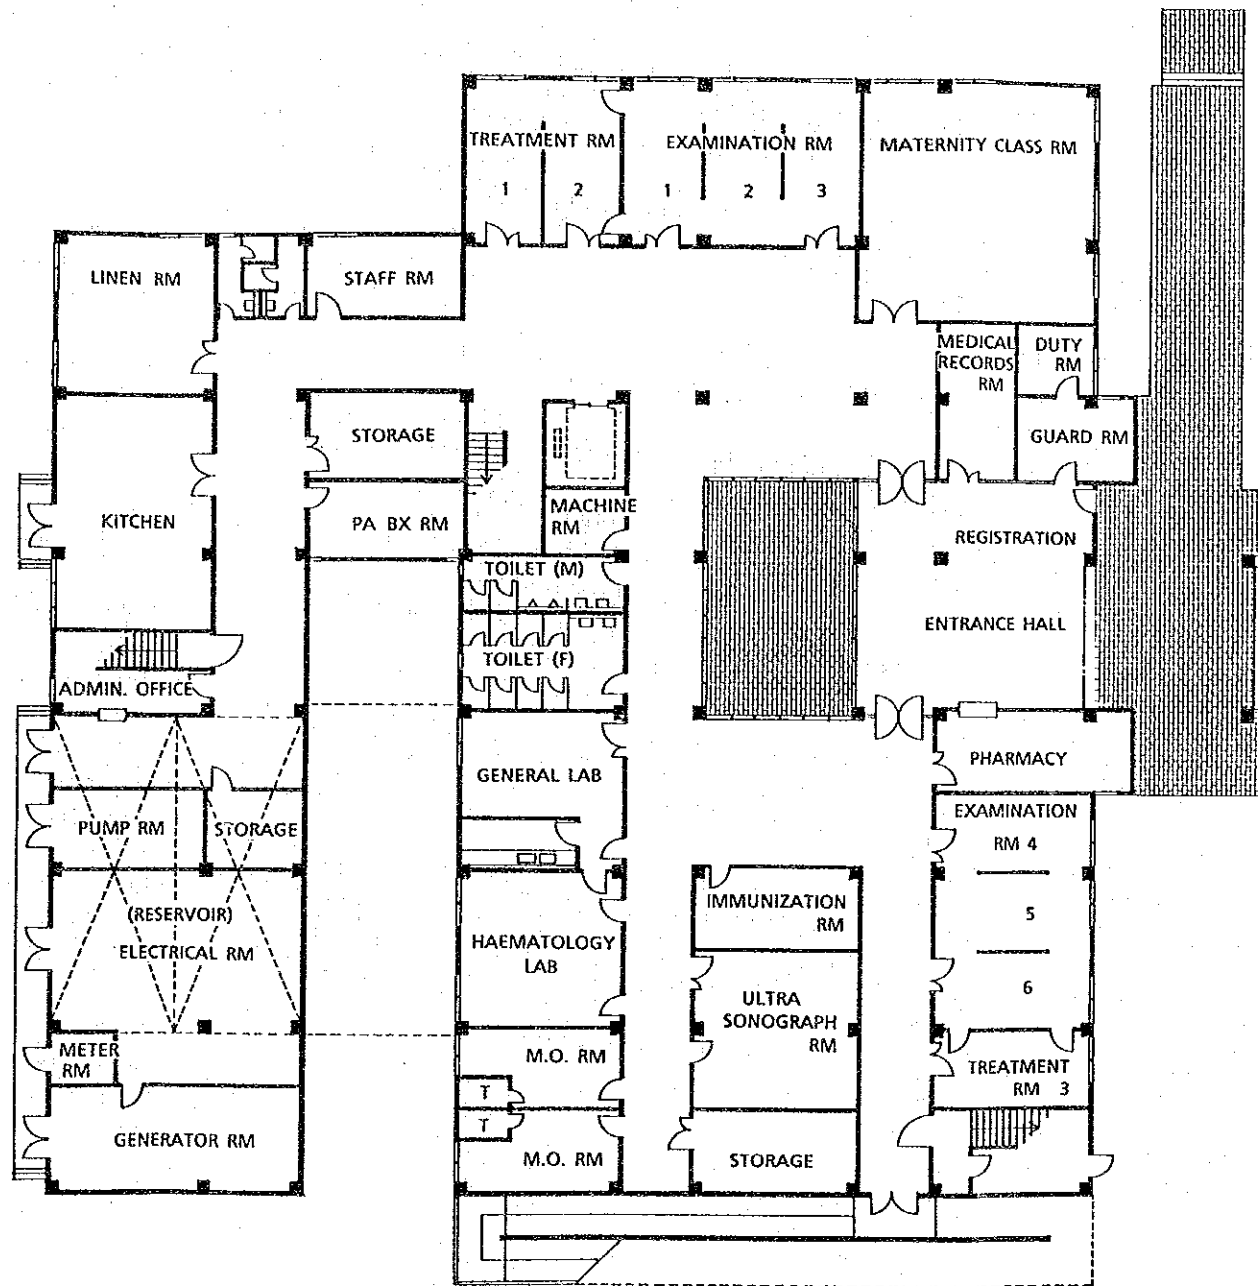 TREATMENT RM
1
2
EXAMINATION RM
1
2
3
MATERNITY CLASS RM
LINEN RM
STAFF RM
MEDICAL
RECORDS
RM
DUTY
RM
GUARD RM
STORAGE
PA BX RM
MACHINE
RM
KITCHEN
REGISTRATION
TOILET (M)
ENTRANCE HALL
TOILET (F)
ADMIN. OFFICE
GENERAL LAB
PHARMACY
PUMP RM
STORAGE
EXAMINATION
RM 4
5
6
(RESERVOIR)
ELECTRICAL RM
HAEMATOLOGY
LAB
IMMUNIZATION
RM
ULTRA
SONOGRAPH
RM
METER
RM
M.O. RM
T
TREATMENT
RM 3
T
M.O. RM
GENERATOR RM
STORAGE